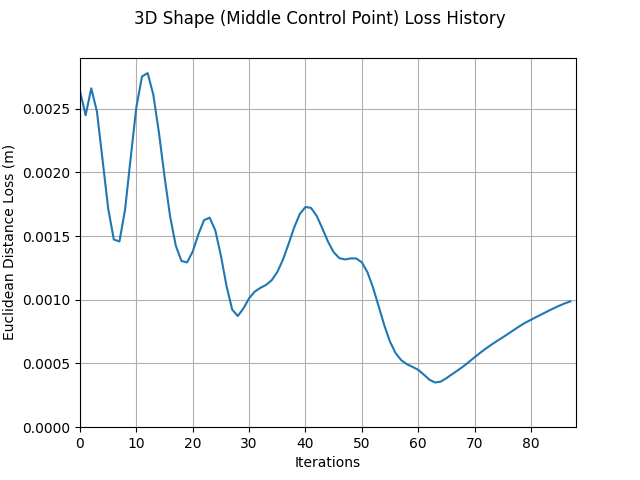 3D Shape (Middle Control Point) Loss History
0.0025
0.0020
0.0015
0.0010
0.0005
0.0000
Euclidean Distance Loss (m)
0 10 20 30 40 50 60 70 80
Iterations